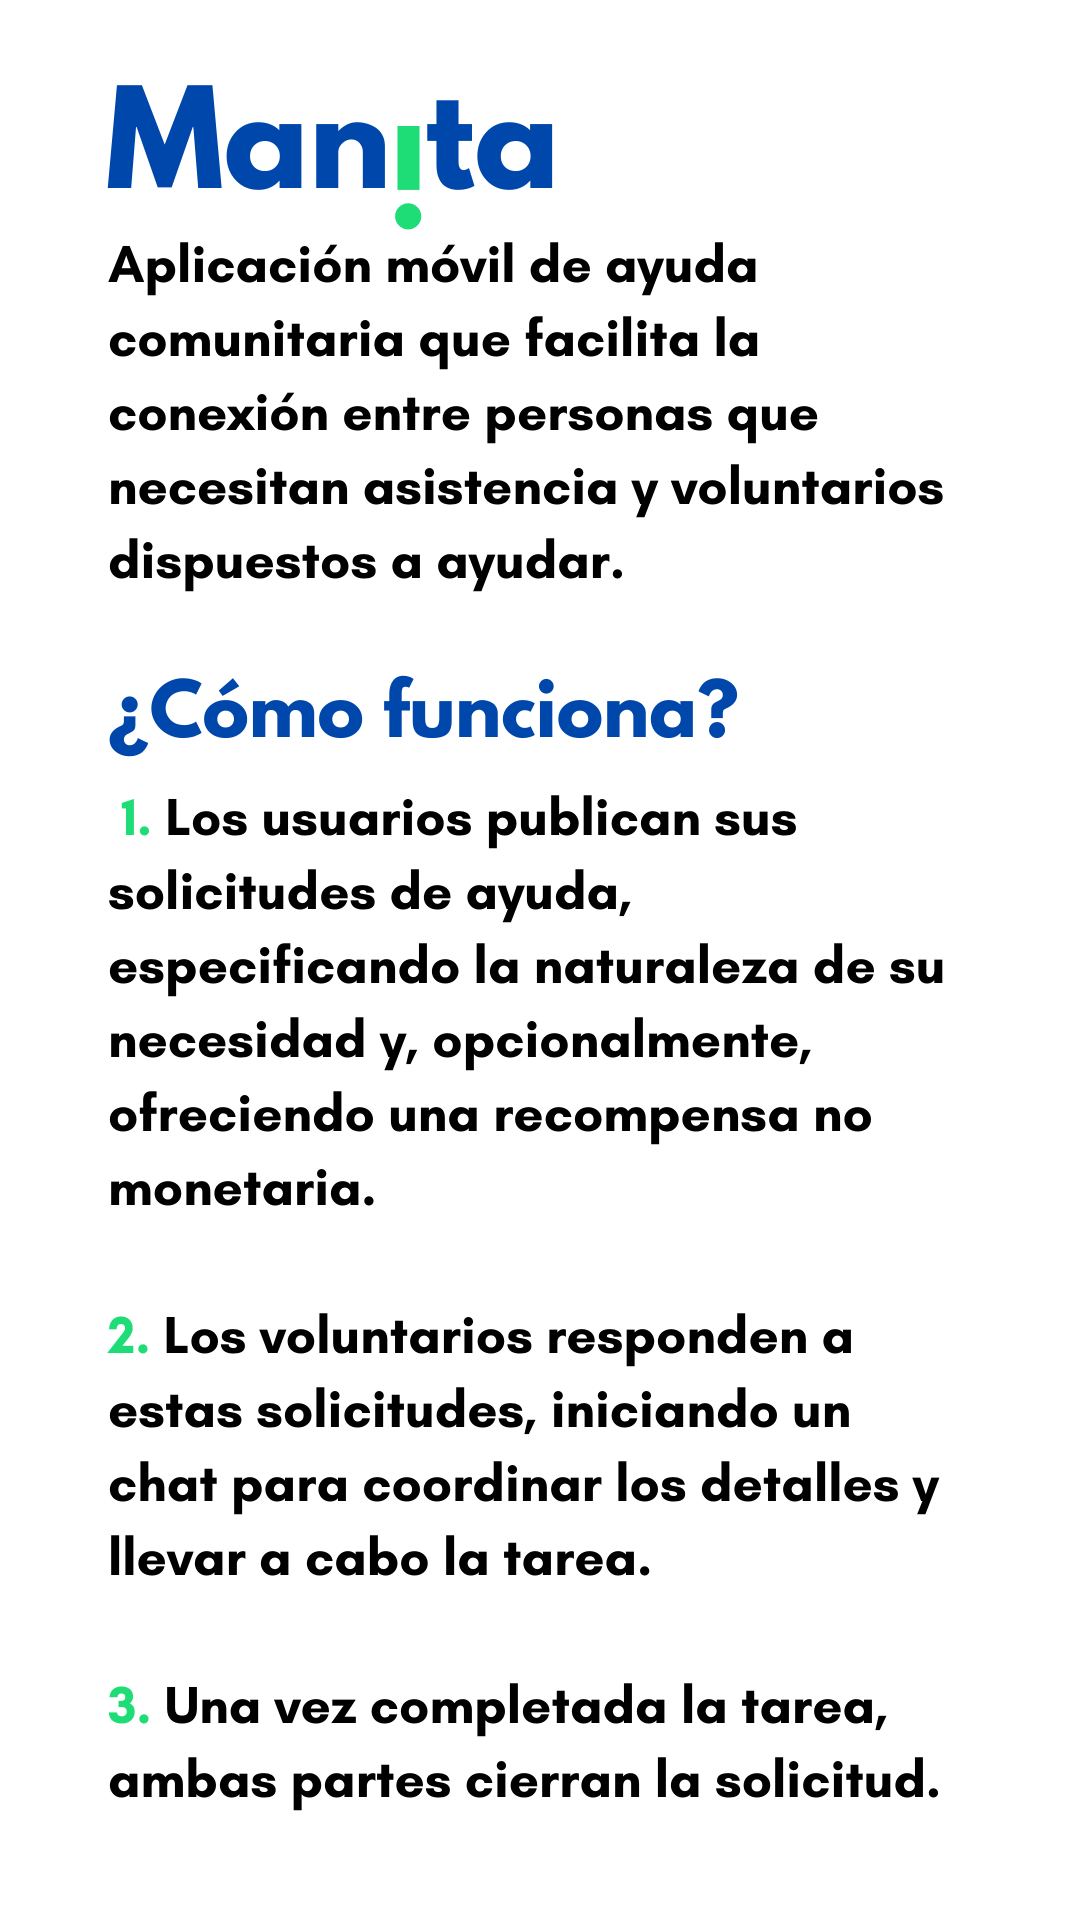 Manita
Aplicación móvil de ayuda
comunitaria que facilita la
conexión entre personas que
necesitan asistencia y voluntarios
dispuestos a ayudar.
¿Cómo funciona?
1. Los usuarios publican sus
solicitudes de ayuda,
especificando la naturaleza de su
necesidad y, opcionalmente,
ofreciendo una recompensa no
monetaria.
2. Los voluntarios responden a
estas solicitudes, iniciando un
chat para coordinar los detalles y
llevar a cabo la tarea.
3. Una vez completada la tarea,
ambas partes cierran la solicitud.